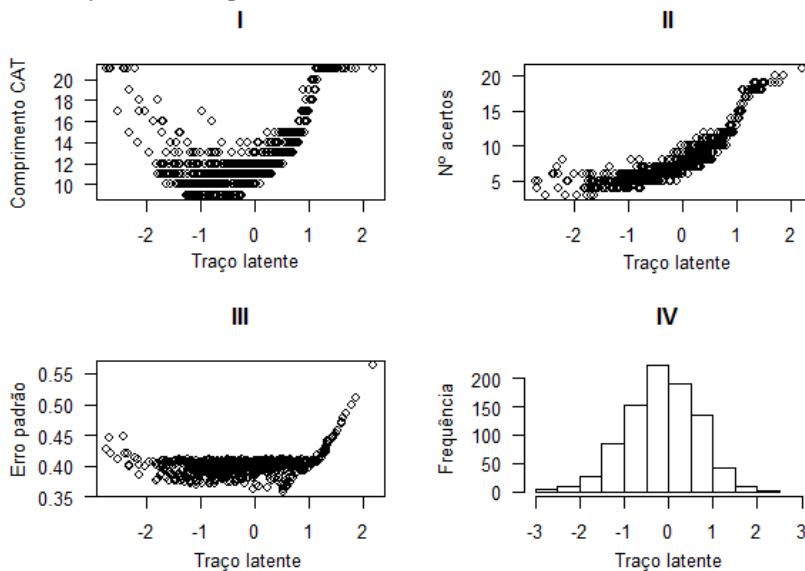 I
Comprimento CAT
20
18
16
14
12
10
-2 -1 0 1 2
Traço latente
II
Nº acertos
20
15
10
5
-2 -1 0 1 2
Traço latente
III
Erro padrão
0.55
0.50
0.45
0.40
0.35
-2 -1 0 1 2
Traço latente
IV
Frequência
200
150
100
50
0
-3 -2 -1 0 1 2 3
Traço latente